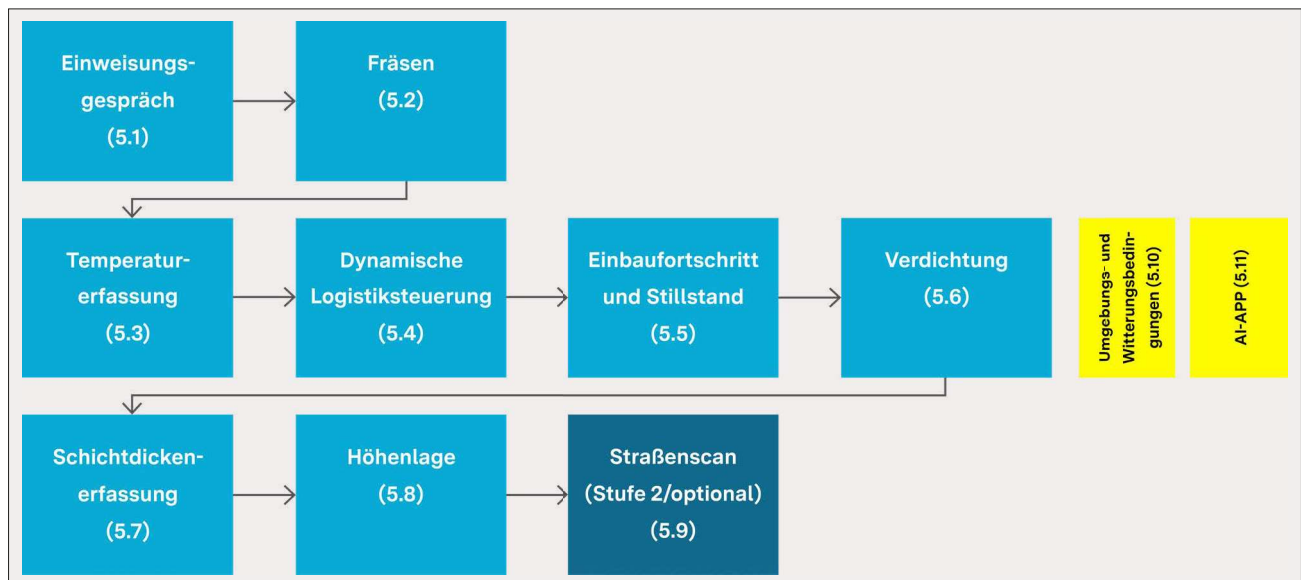 Einweisungs-
gespräch
(5.1)
Fräsen
(5.2)
Temperatur-
erfassung
(5.3)
Dynamische
Logistiksteuerung
(5.4)
Einbaufortschritt
und Stillstand
(5.5)
Verdichtung
(5.6)
Umgebungs- und
Witterungsbedin-
gungen (5.10)
AI-APP (5.11)
Schichtdicken-
erfassung
(5.7)
Höhenlage
(5.8)
Straßenscan
(Stufe 2/optional)
(5.9)